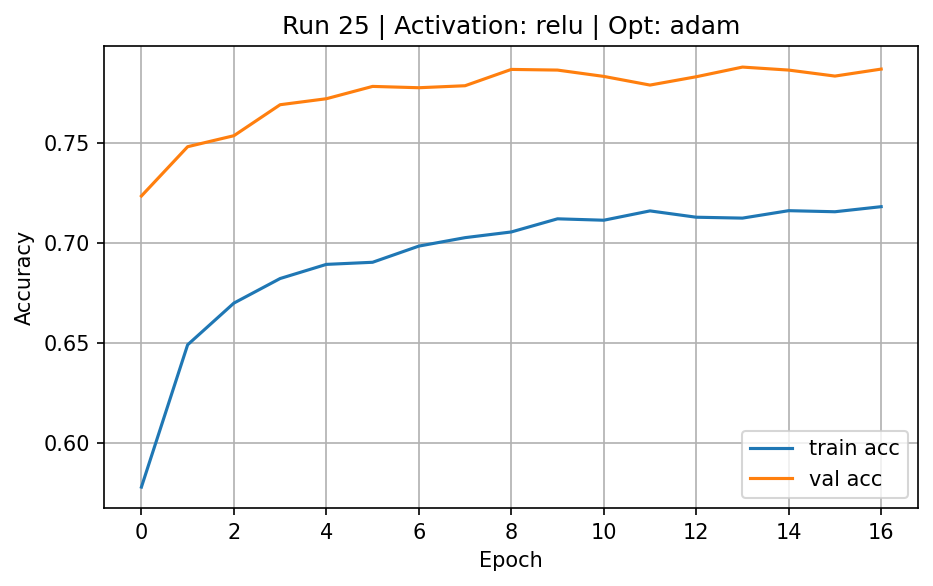 Run 25 | Activation: relu | Opt: adam
0.75
0.70
0.65
0.60
Accuracy
train acc
val acc
0 2 4 6 8 10 12 14 16
Epoch